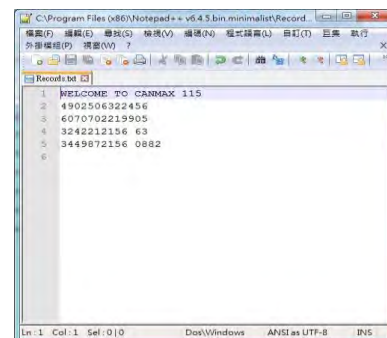 C:\Program Files (x86)\Notepad++ v6.4.5.bin.minimalist\Record...
檔案(F) 編輯(E) 尋找(S) 檢視(V) 編碼(N) 程式語言(L) 自訂(T) 巨集 執行
外掛模組(P) 視窗(W) ? X
Records.txt
1 WELCOME TO CANMAX 115
2 4902506322456
3 6070702219905
4 3242212156 63
5 3449872156 0882
6
Ln : 1 Col : 1 Sel : 0 | 0 Dos\Windows ANSI as UTF-8 INS